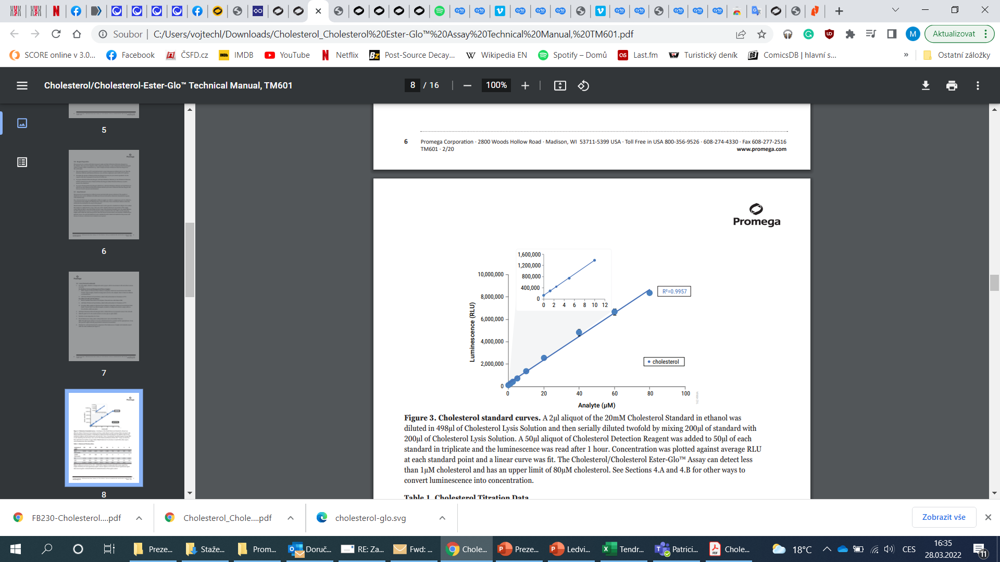 Soubor
C:/Users/vojtechl/Downloads/Cholesterol_Cholesterol%20Ester-Glo™%20Assay%20Technical%20Manual,%20TM601.pdf
Aktualizovat
SCORE online v 3.0...
Facebook
ČSFD.cz
IMDB
YouTube
Netflix
Post-Source Decay...
Wikipedia EN
Spotify – Domů
Last.fm
Turistický deník
ComicsDB | hlavní s...
»
Ostatní záložky
Cholesterol/Cholesterol-Ester-Glo™ Technical Manual, TM601
8 / 16
100%
5
6
7
8
6 Promega Corporation · 2800 Woods Hollow Road · Madison, WI 53711-5399 USA · Toll Free in USA 800-356-9526 · 608-274-4330 · Fax 608-277-2516
TM601 · 2/20 www.promega.com
Promega
1,600,000
1,200,000
800,000
400,000
0
0 2 4 6 8 10 12
10,000,000
8,000,000
6,000,000
4,000,000
2,000,000
0
Luminescence (RLU)
R²=0.9957
cholesterol
0 20 40 60 80 100
Analyte (µM)
Figure 3. Cholesterol standard curves. A 2µl aliquot of the 20mM Cholesterol Standard in ethanol was
diluted in 498µl of Cholesterol Lysis Solution and then serially diluted twofold by mixing 200µl of standard with
200µl of Cholesterol Lysis Solution. A 50µl aliquot of Cholesterol Detection Reagent was added to 50µl of each
standard in triplicate and the luminescence was read after 1 hour. Concentration was plotted against average RLU
at each standard point and a linear curve was fit. The Cholesterol/Cholesterol Ester-Glo™ Assay can detect less
than 1µM cholesterol and has an upper limit of 80µM cholesterol. See Sections 4.A and 4.B for other ways to
convert luminescence into concentration.
Table 1. Cholesterol Titration Data
FB230-Cholesterol....pdf
Cholesterol_Chole....pdf
cholesterol-glo.svg
Zobrazit vše
Preze...
Staže...
Prom...
Doruč...
RE: Za...
Fwd: ...
Chole...
Preze...
Ledvi...
Tendr...
Patrici...
Chole...
18°C
CES
16:35
28.03.2022
11